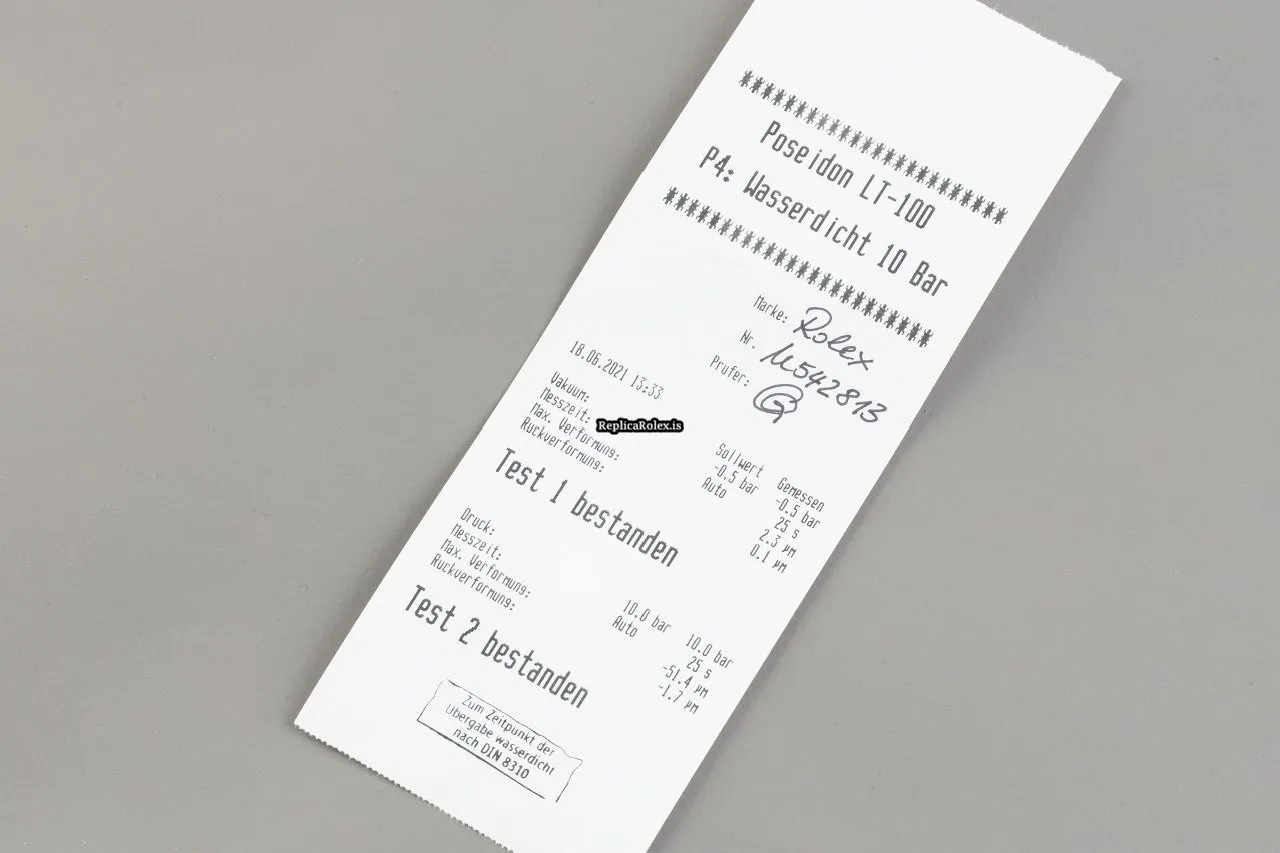 ************************
Poseidon LT-100
P4: Wasserdicht 10 Bar
************************
Marke: Rolex
Nr. M542813
Prufer:
18.06.2021 13:33
Sollwert Gemessen
Vakuum: -0.5 bar -0.5 bar
Messzeit: Auto 25 s
Max. Verformung: 2.3 µm
Ruckverformung: 0.1 µm
Test 1 bestanden
Druck: 10.0 bar 10.0 bar
Messzeit: Auto 25 s
Max. Verformung: -51.4 µm
Ruckverformung: -1.7 µm
Test 2 bestanden
Zum Zeitpunkt der
Übergabe wasserdicht
nach DIN 8310
ReplicaRolex.is